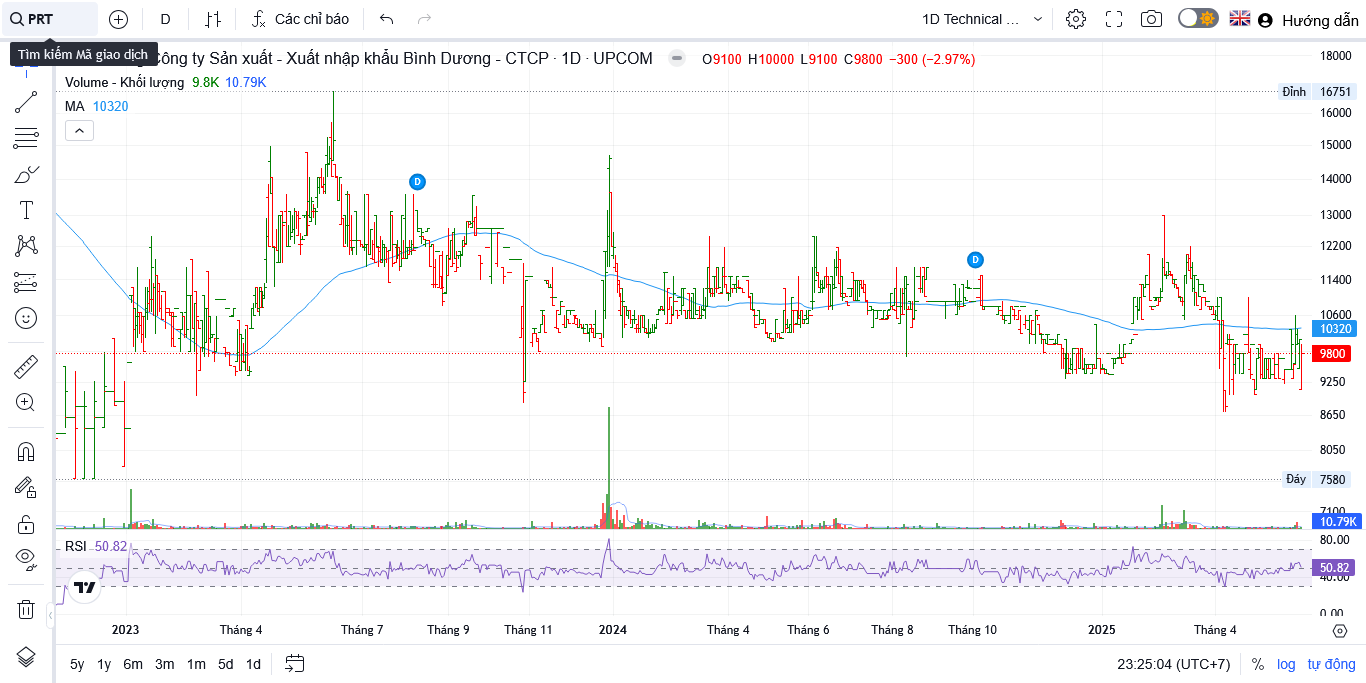 PRT
D
Các chỉ báo
1D Technical ...
Hướng dẫn
Tìm kiếm Mã giao dịch
Công ty Sản xuất - Xuất nhập khẩu Bình Dương - CTCP · 1D · UPCOM
O9100 H10000 L9100 C9800 −300 (−2.97%)
Volume - Khối lượng 9.8K 10.79K
MA 10320
18000
Đỉnh 16751
16000
15000
14000
13000
12200
11400
10600
10320
9800
9250
8650
8050
Đáy 7580
7100
10.79K
D
D
RSI 50.82
80.00
50.82
40.00
0.00
2023
Tháng 4
Tháng 7
Tháng 9
Tháng 11
2024
Tháng 4
Tháng 6
Tháng 8
Tháng 10
2025
Tháng 4
5y 1y 6m 3m 1m 5d 1d
23:25:04 (UTC+7)
% log tự động